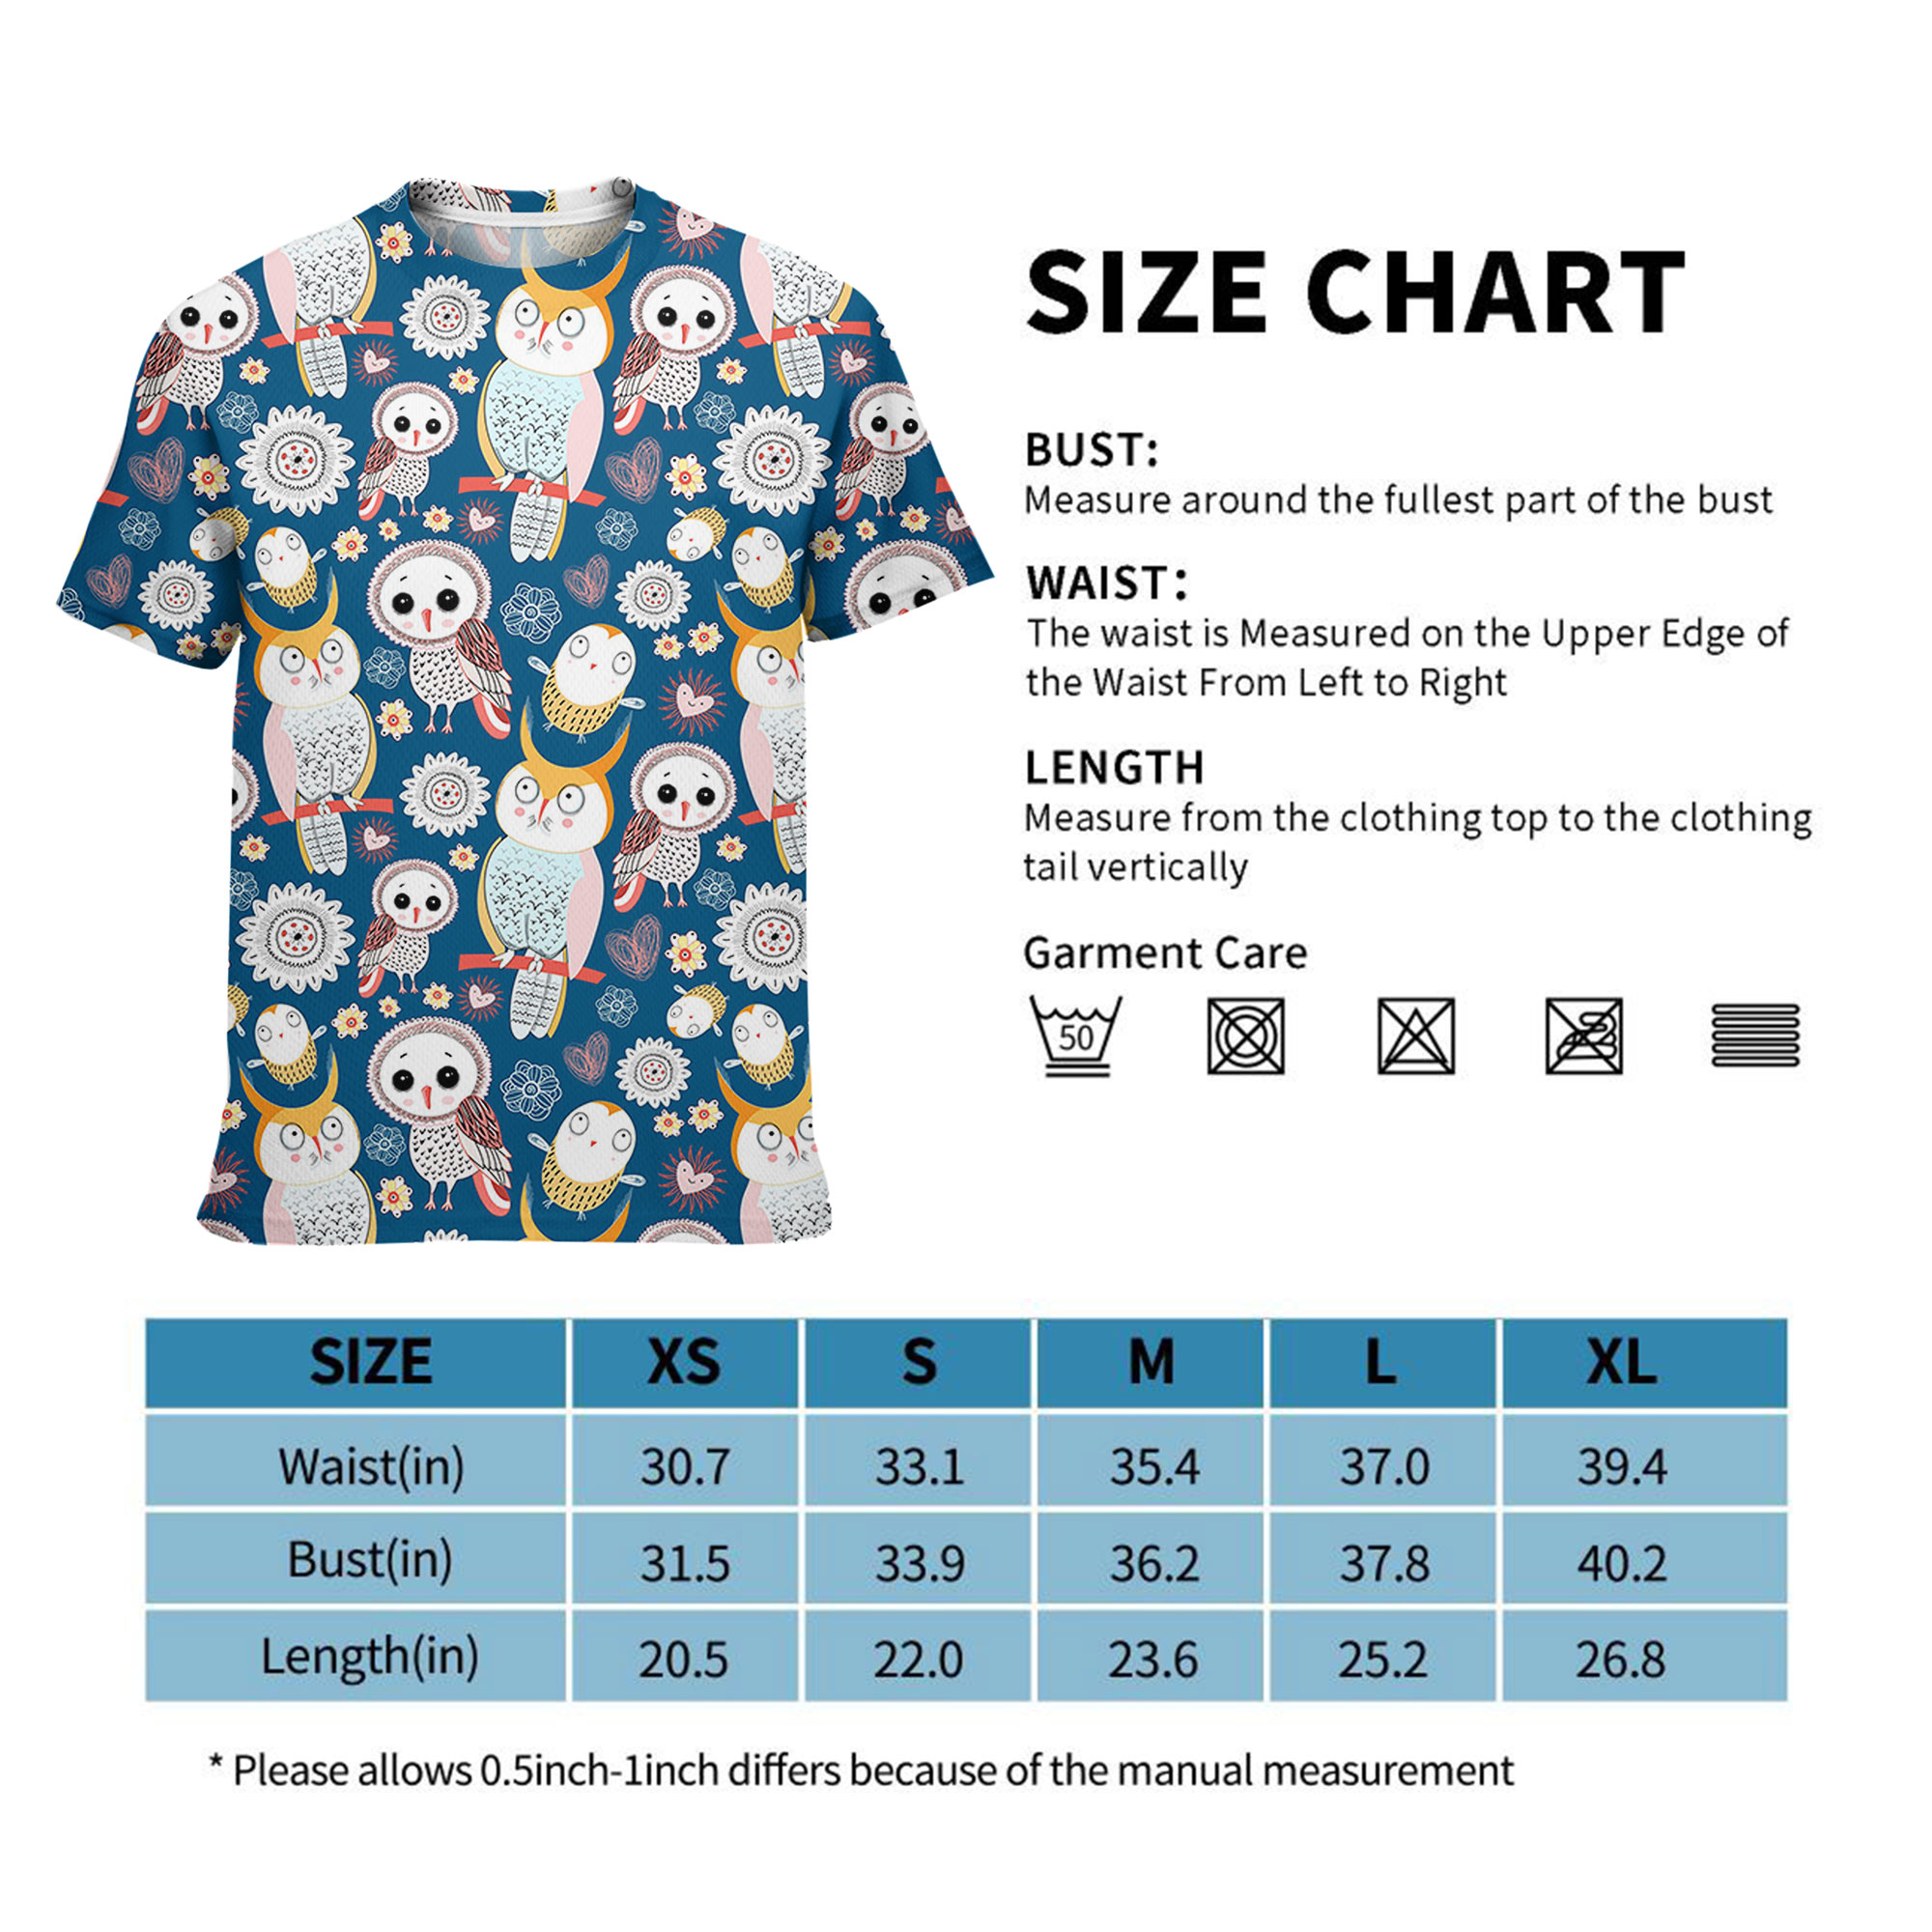 SIZE CHART
BUST:
Measure around the fullest part of the bust
WAIST:
The waist is Measured on the Upper Edge of
the Waist From Left to Right
LENGTH
Measure from the clothing top to the clothing
tail vertically
Garment Care
50
SIZE XS S M L XL
Waist(in) 30.7 33.1 35.4 37.0 39.4
Bust(in) 31.5 33.9 36.2 37.8 40.2
Length(in) 20.5 22.0 23.6 25.2 26.8
* Please allows 0.5inch-1inch differs because of the manual measurement